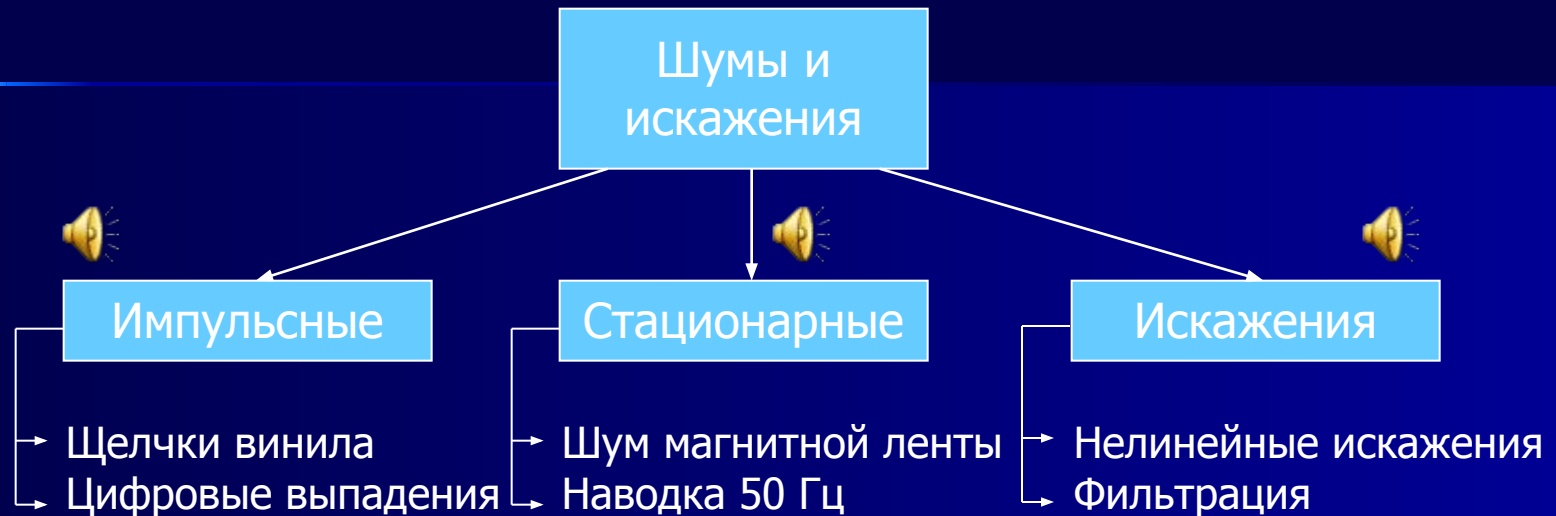 Шумы и
искажения
Импульсные
Стационарные
Искажения
Щелчки винила
Цифровые выпадения
Шум магнитной ленты
Наводка 50 Гц
Нелинейные искажения
Фильтрация